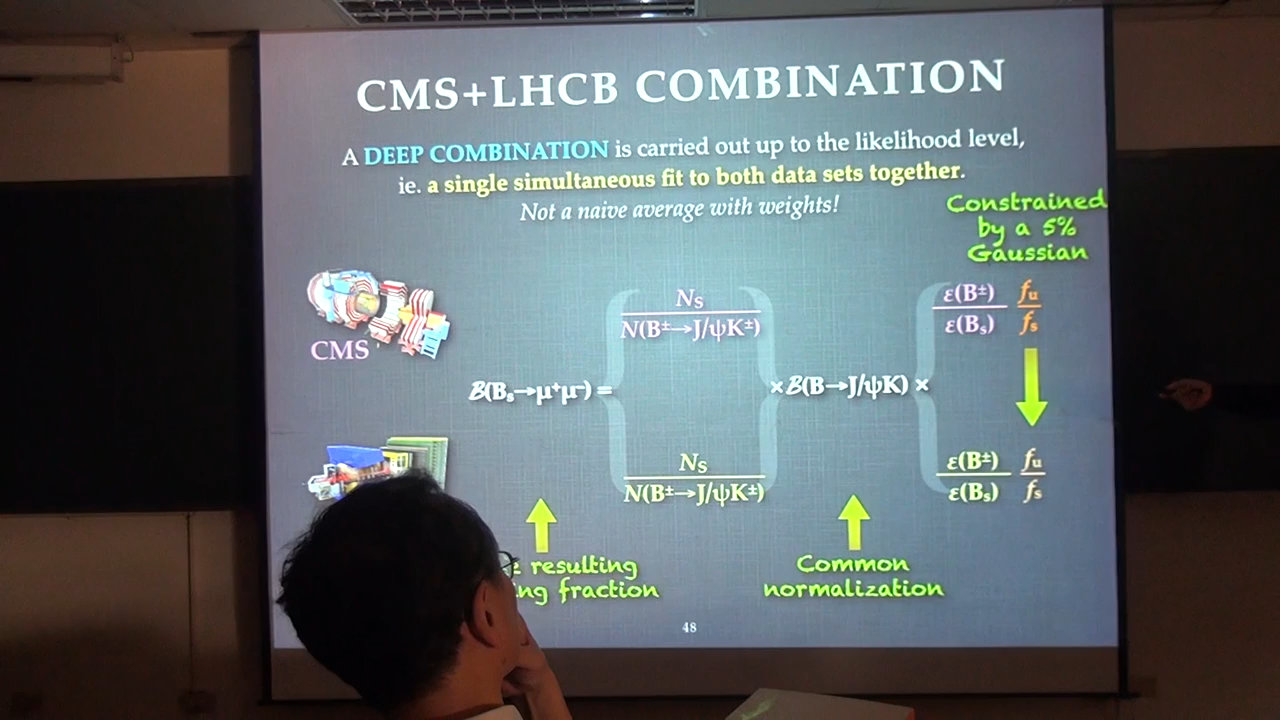 CMS+LHCB COMBINATION
A DEEP COMBINATION is carried out up to the likelihood level,
ie. a single simultaneous fit to both data sets together.
Not a naive average with weights!
Constrained
by a 5%
Gaussian
CMS
N_S / N(B±→J/ψK±)
ε(B±) / ε(B_s) f_u / f_s
ℬ(B_s→μ⁺μ⁻) = × ℬ(B→J/ψK) ×
N_S / N(B±→J/ψK±)
ε(B±) / ε(B_s) f_u / f_s
resulting
fraction
Common
normalization
48